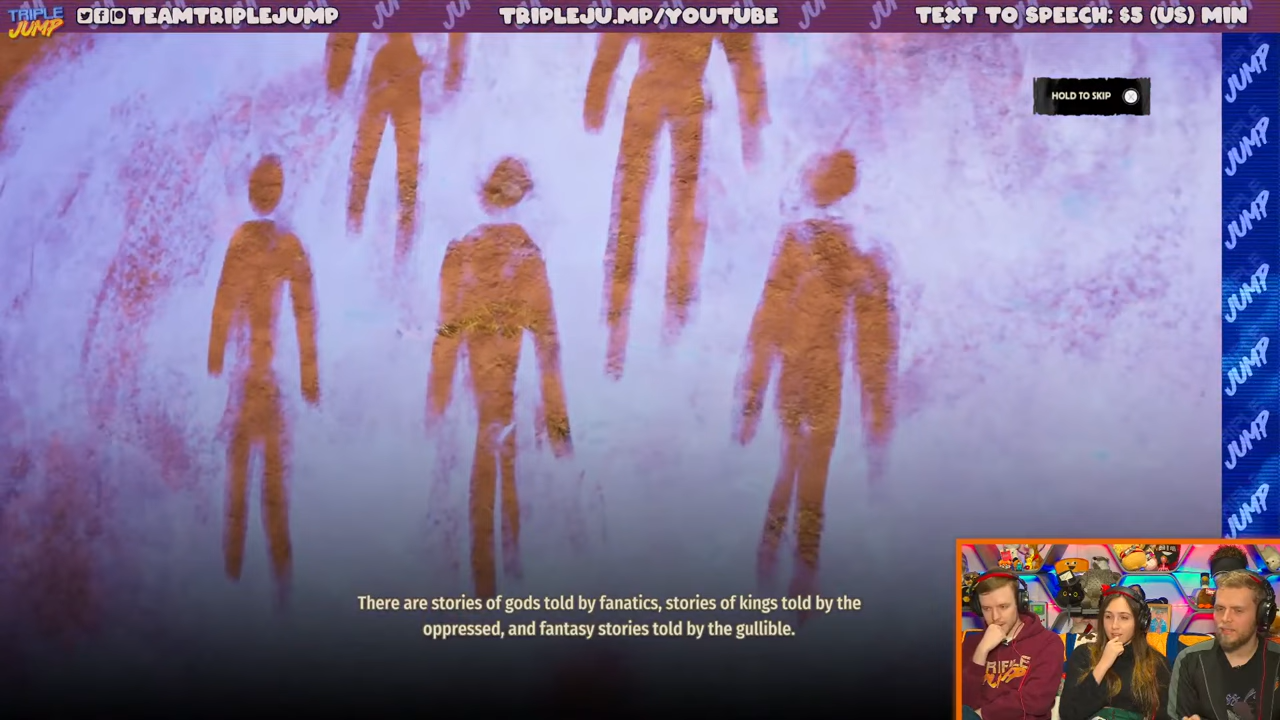 TRIPLE JUMP
TEAMTRIPLEJUMP
TRIPLEJU.MP/YOUTUBE
TEXT TO SPEECH: $5 (US) MIN
HOLD TO SKIP
JUMP
JUMP
JUMP
JUMP
JUMP
JUMP
JUMP
There are stories of gods told by fanatics, stories of kings told by the
oppressed, and fantasy stories told by the gullible.
TRIPLE
JUMP